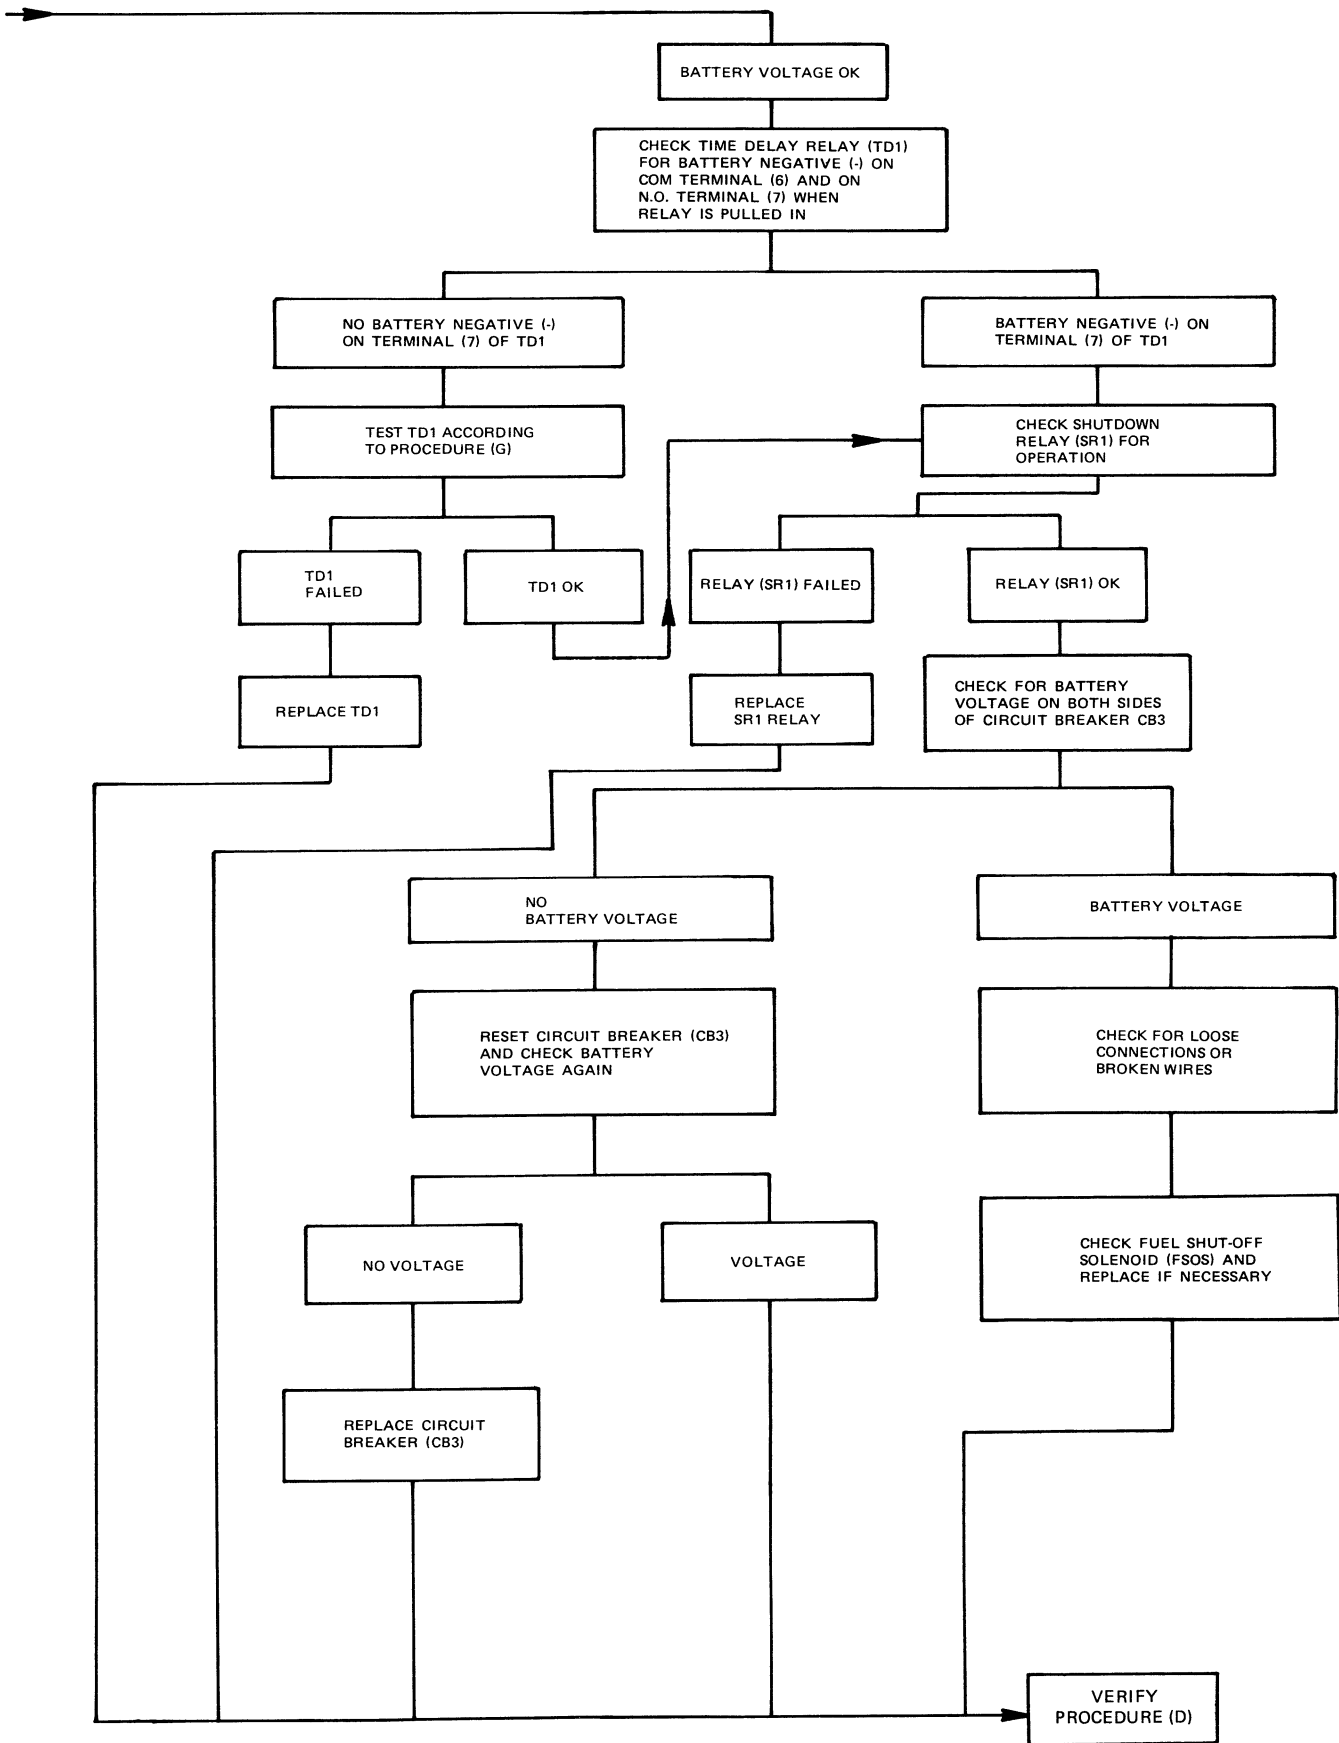 BATTERY VOLTAGE OK
CHECK TIME DELAY RELAY (TD1)
FOR BATTERY NEGATIVE (-) ON
COM TERMINAL (6) AND ON
N.O. TERMINAL (7) WHEN
RELAY IS PULLED IN
NO BATTERY NEGATIVE (-)
ON TERMINAL (7) OF TD1
BATTERY NEGATIVE (-) ON
TERMINAL (7) OF TD1
TEST TD1 ACCORDING
TO PROCEDURE (G)
CHECK SHUTDOWN
RELAY (SR1) FOR
OPERATION
TD1
FAILED
TD1 OK
RELAY (SR1) FAILED
RELAY (SR1) OK
REPLACE TD1
REPLACE
SR1 RELAY
CHECK FOR BATTERY
VOLTAGE ON BOTH SIDES
OF CIRCUIT BREAKER CB3
NO
BATTERY VOLTAGE
BATTERY VOLTAGE
RESET CIRCUIT BREAKER (CB3)
AND CHECK BATTERY
VOLTAGE AGAIN
CHECK FOR LOOSE
CONNECTIONS OR
BROKEN WIRES
NO VOLTAGE
VOLTAGE
CHECK FUEL SHUT-OFF
SOLENOID (FSOS) AND
REPLACE IF NECESSARY
REPLACE CIRCUIT
BREAKER (CB3)
VERIFY
PROCEDURE (D)